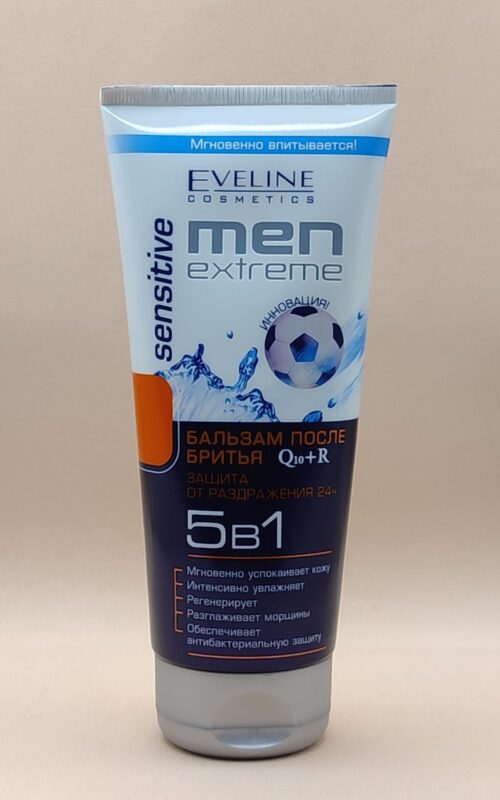 Мгновенно впитывается!
EVELINE
COSMETICS
sensitive
men
extreme
ИННОВАЦИЯ!
БАЛЬЗАМ ПОСЛЕ
БРИТЬЯ Q10+R
ЗАЩИТА
ОТ РАЗДРАЖЕНИЯ 24ч
5в1
Мгновенно успокаивает кожу
Интенсивно увлажняет
Регенерирует
Разглаживает морщины
Обеспечивает
антибактериальную защиту